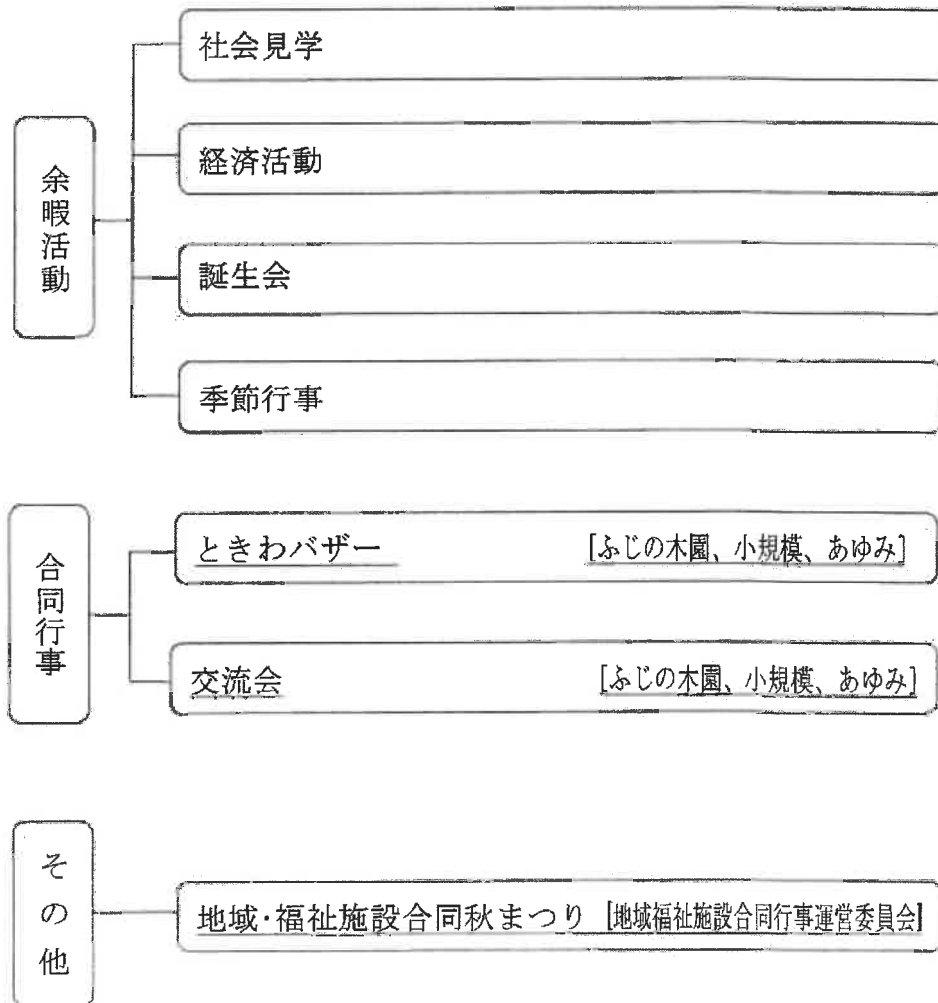 余暇活動
社会見学
経済活動
誕生会
季節行事
合同行事
ときわバザー [ふじの木園、小規模、あゆみ]
交流会 [ふじの木園、小規模、あゆみ]
その他
地域・福祉施設合同秋まつり [地域福祉施設合同行事運営委員会]